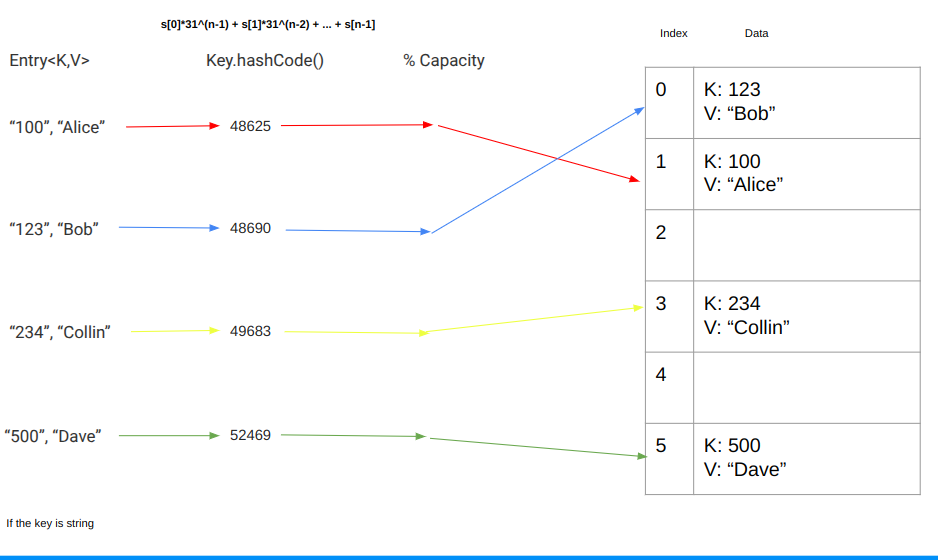 s[0]*31^(n-1) + s[1]*31^(n-2) + ... + s[n-1]
Index Data
Entry<K,V> Key.hashCode() % Capacity
“100”, “Alice” 48625
“123”, “Bob” 48690
“234”, “Collin” 49683
“500”, “Dave” 52469
0 K: 123
V: “Bob”
1 K: 100
V: “Alice”
2
3 K: 234
V: “Collin”
4
5 K: 500
V: “Dave”
If the key is string